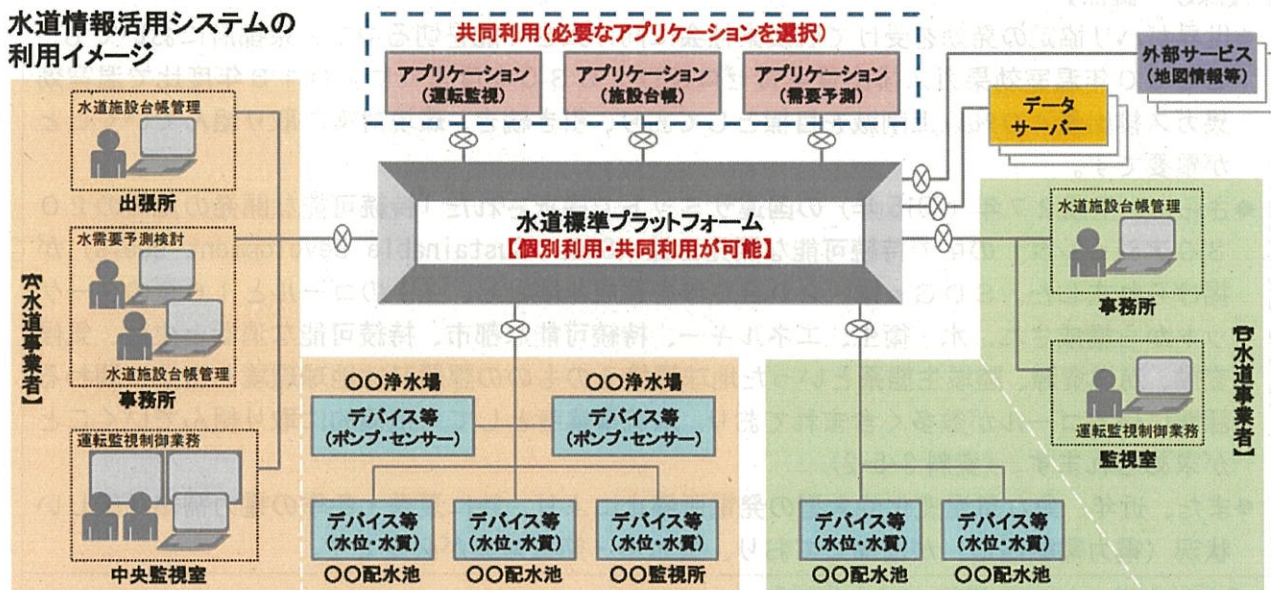 水道情報活用システムの
利用イメージ
共同利用(必要なアプリケーションを選択)
アプリケーション
(運転監視)
アプリケーション
(施設台帳)
アプリケーション
(需要予測)
外部サービス
(地図情報等)
データ
サーバー
水道標準プラットフォーム
【個別利用・共同利用が可能】
【A水道事業者】
水道施設台帳管理
出張所
水需要予測検討
水道施設台帳管理
事務所
運転監視制御業務
中央監視室
〇〇浄水場
デバイス等
(ポンプ・センサー)
〇〇浄水場
デバイス等
(ポンプ・センサー)
デバイス等
(水位・水質)
〇〇配水池
デバイス等
(水位・水質)
〇〇配水池
デバイス等
(水位・水質)
〇〇監視所
デバイス等
(水位・水質)
〇〇配水池
デバイス等
(水位・水質)
〇〇配水池
水道施設台帳管理
事務所
運転監視制御業務
監視室
【B水道事業者】